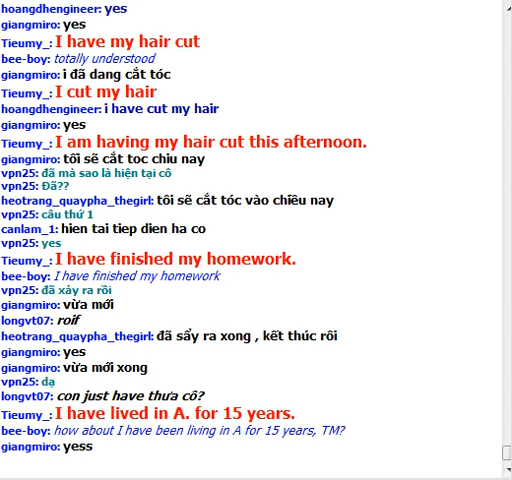 hoangdhengineer: yes
giangmiro: yes
Tieumy_: I have my hair cut
bee-boy: totally understood
giangmiro: i đã dang cắt tóc
Tieumy_: I cut my hair
hoangdhengineer: i have cut my hair
giangmiro: yes
Tieumy_: I am having my hair cut this afternoon.
giangmiro: tôi sẽ cắt toc chiu nay
vpn25: đã mà sao là hiện tại cô
vpn25: Đã??
heotrang_quaypha_thegirl: tôi sẽ cắt tóc vào chiều nay
vpn25: câu thứ 1
canlam_1: hien tai tiep dien ha co
vpn25: yes
Tieumy_: I have finished my homework.
bee-boy: I have finished my homework
vpn25: đã xảy ra rồi
giangmiro: vừa mới
longvt07: roif
heotrang_quaypha_thegirl: đã sẩy ra xong , kết thúc rôi
giangmiro: yes
giangmiro: vừa mới xong
vpn25: dạ
longvt07: con just have thưa cô?
Tieumy_: I have lived in A. for 15 years.
bee-boy: how about I have been living in A for 15 years, TM?
giangmiro: yess